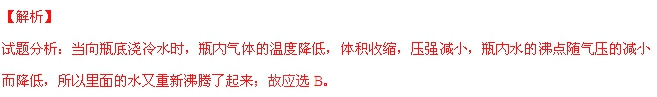 【解析】
试题分析：当向瓶底浇冷水时，瓶内气体的温度降低，体积收缩，压强减小，瓶内水的沸点随气压的减小
而降低，所以里面的水又重新沸腾了起来；故应选 B。